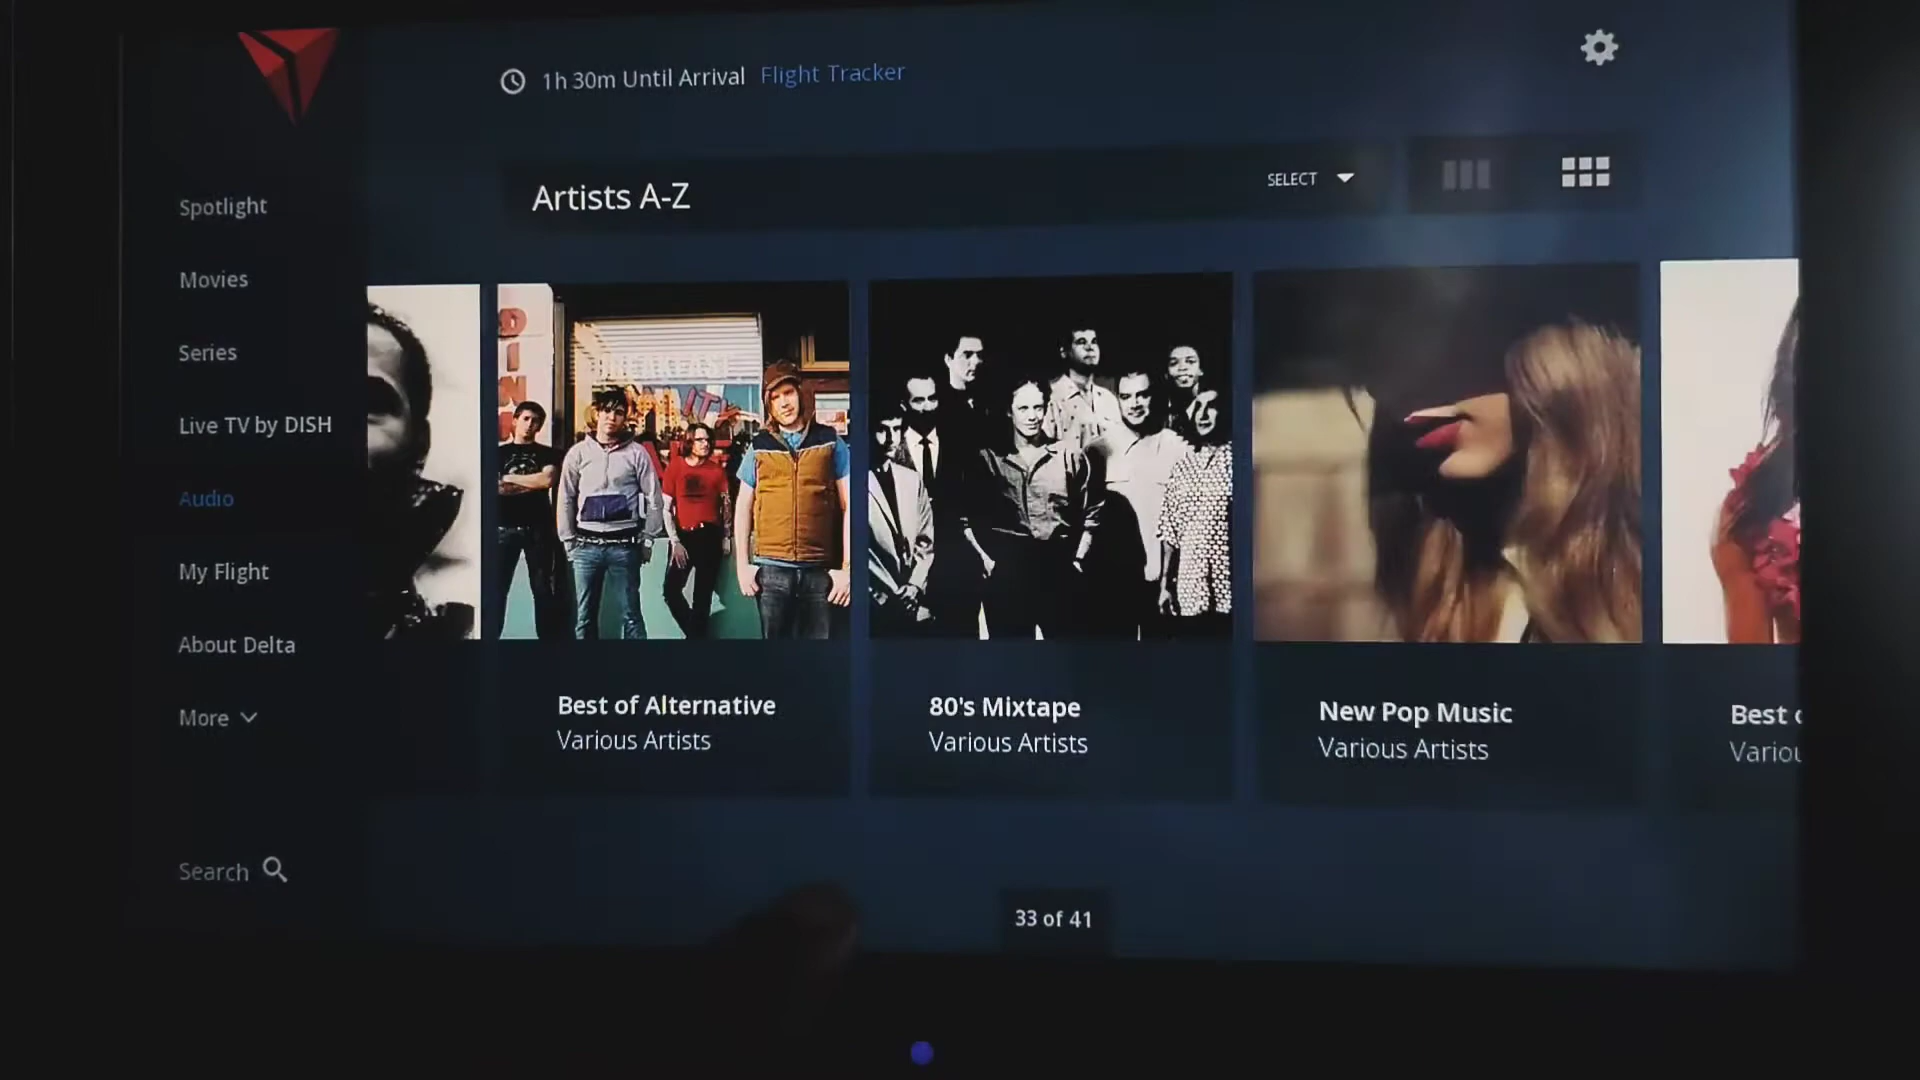 1h 30m Until Arrival Flight Tracker
Artists A-Z
SELECT
Spotlight
Movies
Series
Live TV by DISH
Audio
My Flight
About Delta
More
Search
BREAKFAST
Best of Alternative
Various Artists
80's Mixtape
Various Artists
New Pop Music
Various Artists
Best
33 of 41